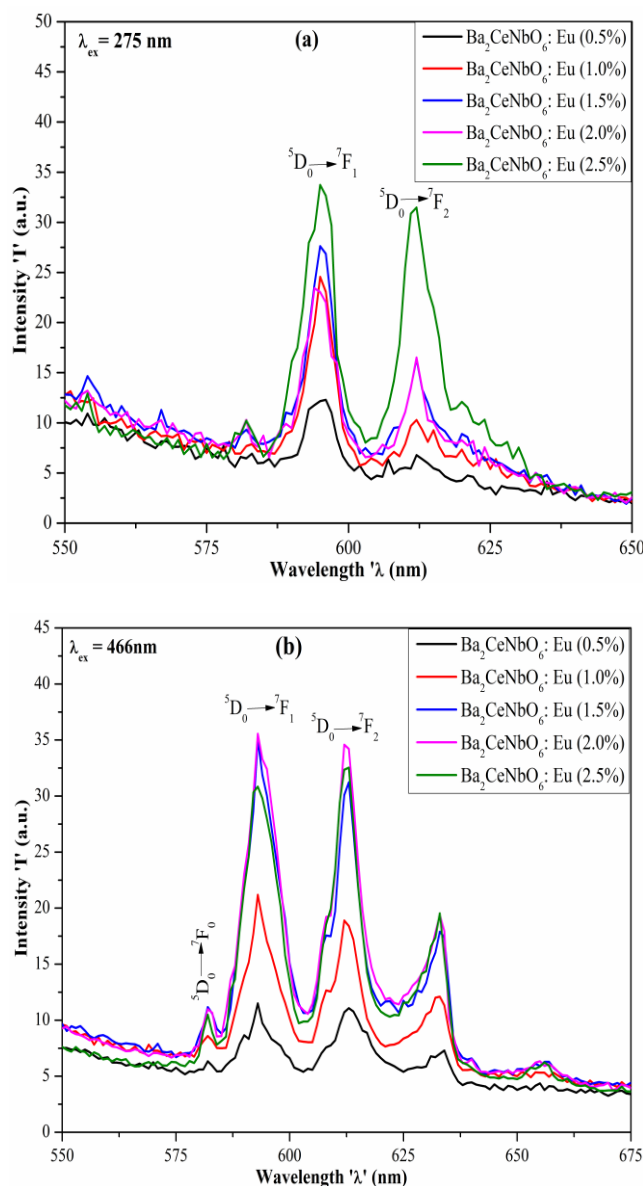 50
45
40
35
30
25
20
15
10
5
0
Intensity 'I' (a.u.)
λex = 275 nm
(a)
Ba2CeNbO6: Eu (0.5%)
Ba2CeNbO6: Eu (1.0%)
Ba2CeNbO6: Eu (1.5%)
Ba2CeNbO6: Eu (2.0%)
Ba2CeNbO6: Eu (2.5%)
5D0→7F1
5D0→7F2
550 575 600 625 650
Wavelength 'λ (nm)
45
40
35
30
25
20
15
10
5
0
Intensity 'I' (a.u.)
λex = 466nm
(b)
Ba2CeNbO6: Eu (0.5%)
Ba2CeNbO6: Eu (1.0%)
Ba2CeNbO6: Eu (1.5%)
Ba2CeNbO6: Eu (2.0%)
Ba2CeNbO6: Eu (2.5%)
5D0→7F1
5D0→7F2
5D0→7F0
550 575 600 625 650 675
Wavelength 'λ' (nm)